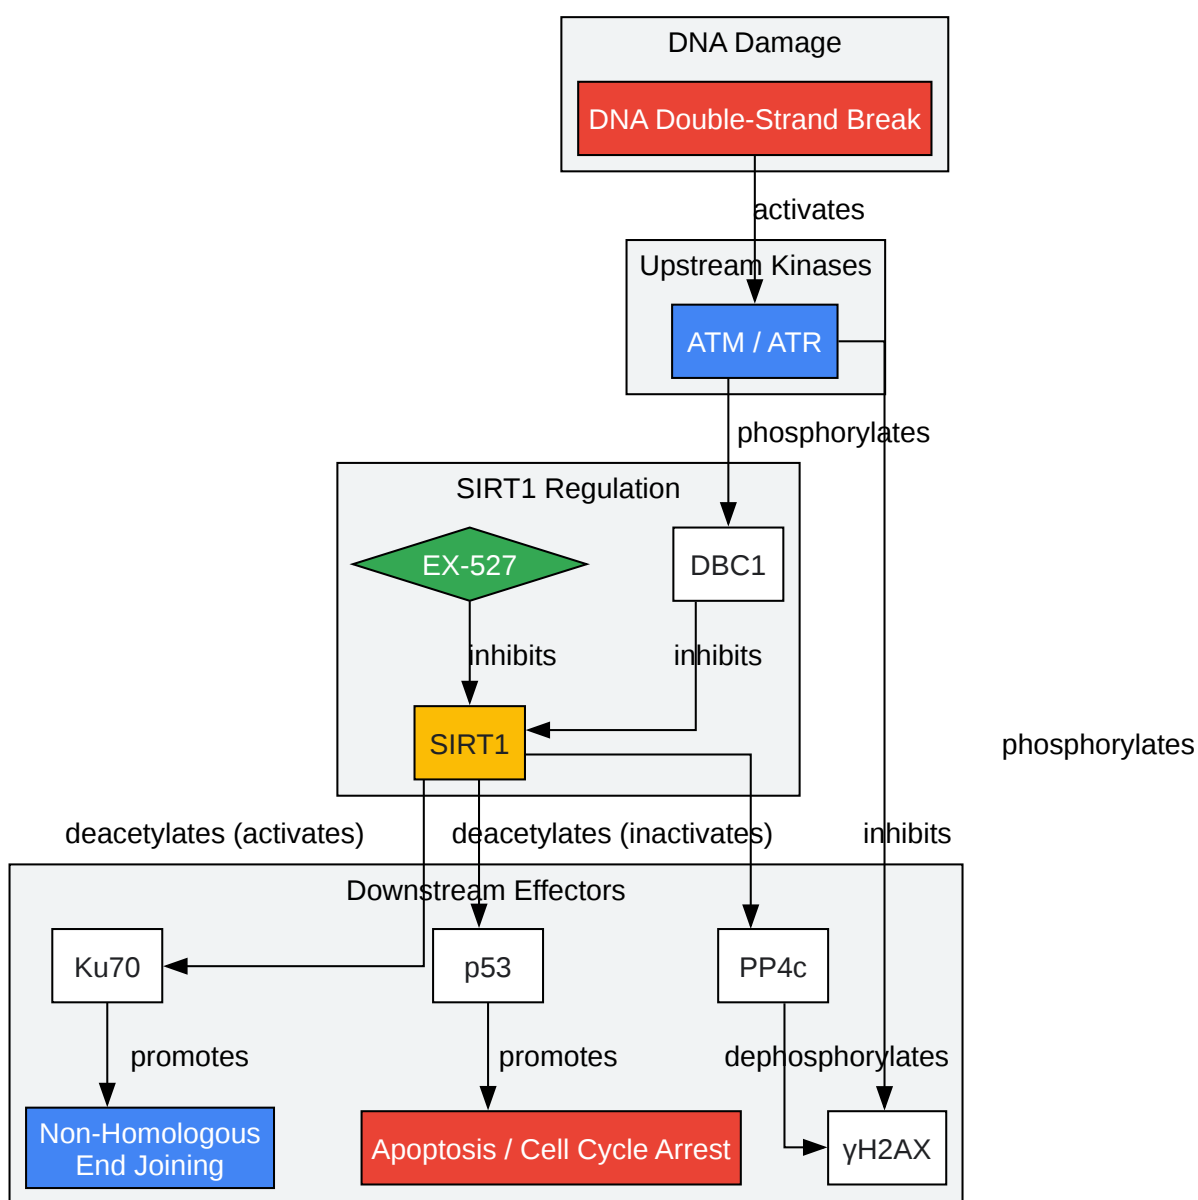 DNA Damage
DNA Double-Strand Break
activates
Upstream Kinases
ATM / ATR
phosphorylates
SIRT1 Regulation
EX-527
DBC1
inhibits
inhibits
SIRT1
phosphorylates
deacetylates (activates)
deacetylates (inactivates)
inhibits
Downstream Effectors
Ku70
p53
PP4c
promotes
promotes
dephosphorylates
Non-Homologous
End Joining
Apoptosis / Cell Cycle Arrest
γH2AX